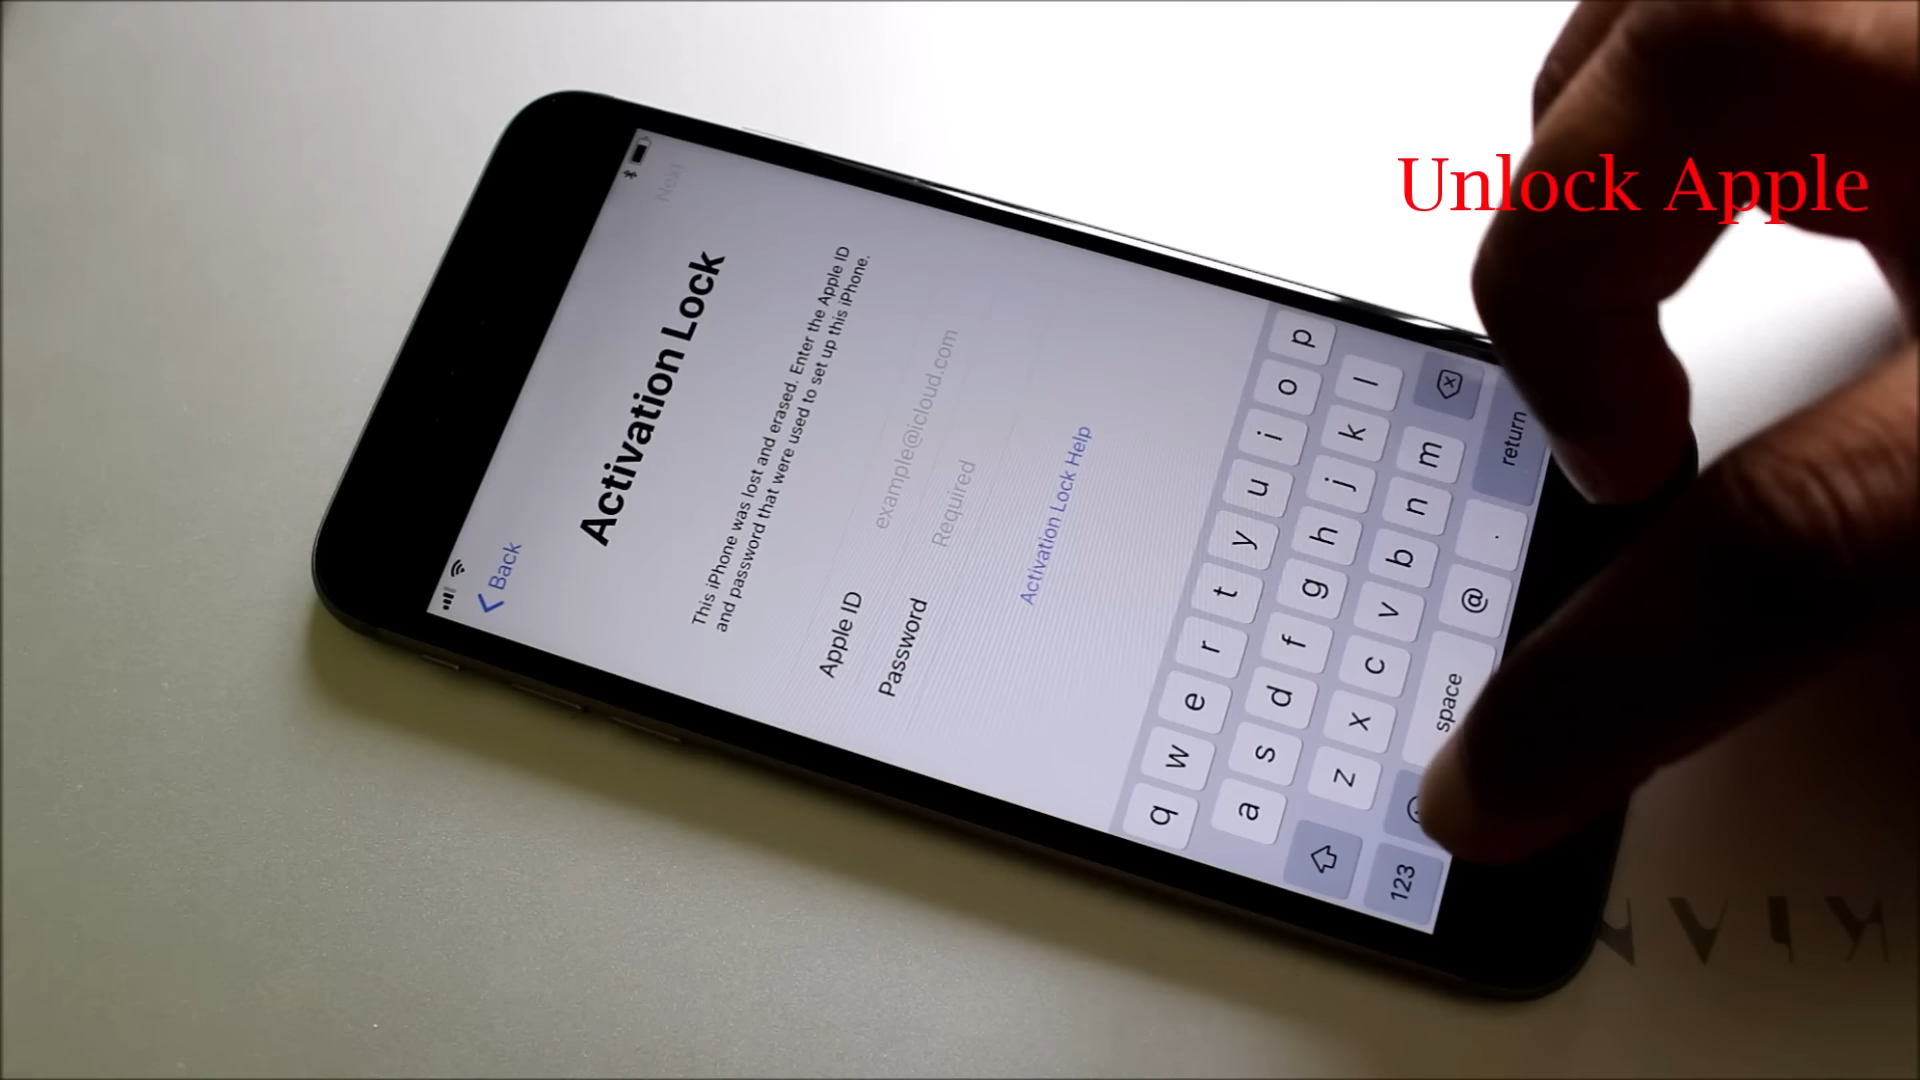 Unlock Apple
Back
Next
Activation Lock
This iPhone was lost and erased. Enter the Apple ID
and password that were used to set up this iPhone.
Apple ID example@icloud.com
Password Required
Activation Lock Help
q w e r t y u i o p
a s d f g h j k l
z x c v b n m
123 space @ . return